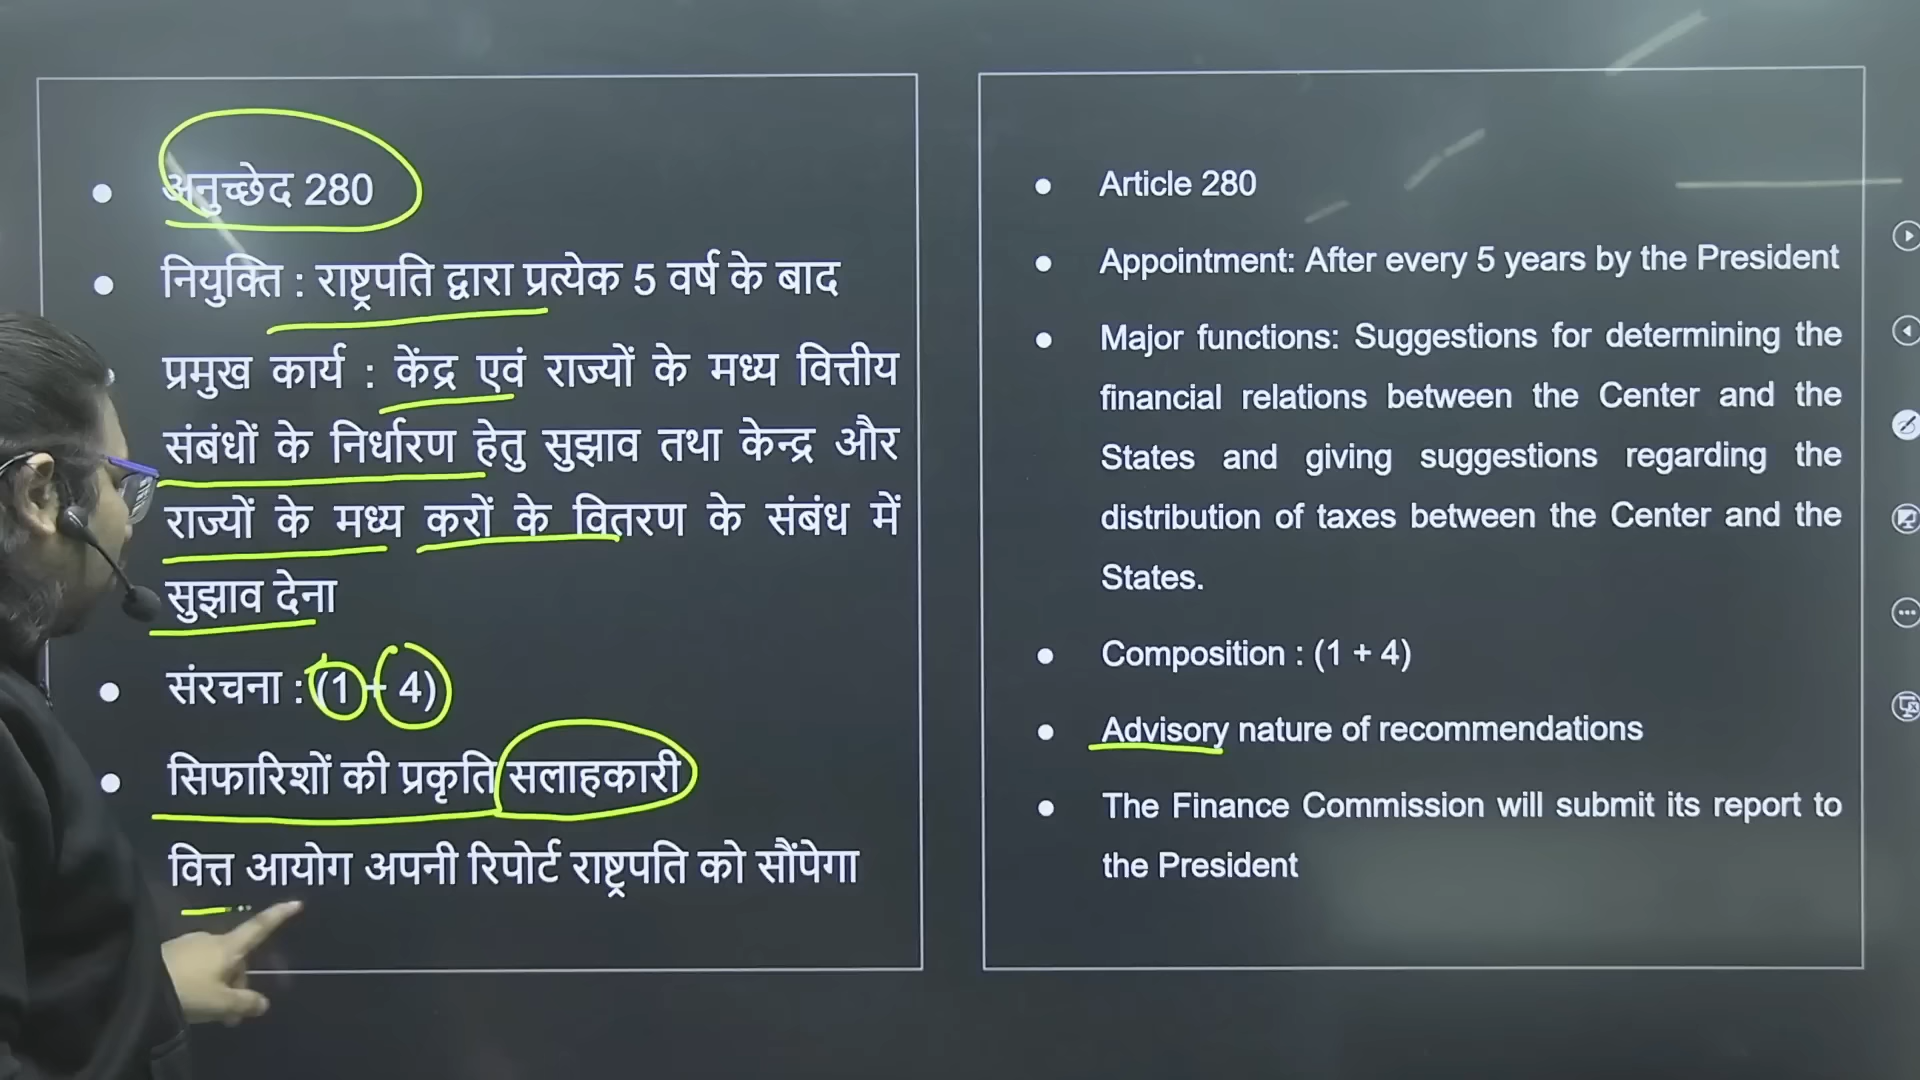 अनुच्छेद 280
नियुक्ति : राष्ट्रपति द्वारा प्रत्येक 5 वर्ष के बाद
प्रमुख कार्य : केंद्र एवं राज्यों के मध्य वित्तीय
संबंधों के निर्धारण हेतु सुझाव तथा केन्द्र और
राज्यों के मध्य करों के वितरण के संबंध में
सुझाव देना
संरचना : (1 + 4)
सिफारिशों की प्रकृति सलाहकारी
वित्त आयोग अपनी रिपोर्ट राष्ट्रपति को सौंपेगा
Article 280
Appointment: After every 5 years by the President
Major functions: Suggestions for determining the
financial relations between the Center and the
States and giving suggestions regarding the
distribution of taxes between the Center and the
States.
Composition : (1 + 4)
Advisory nature of recommendations
The Finance Commission will submit its report to
the President